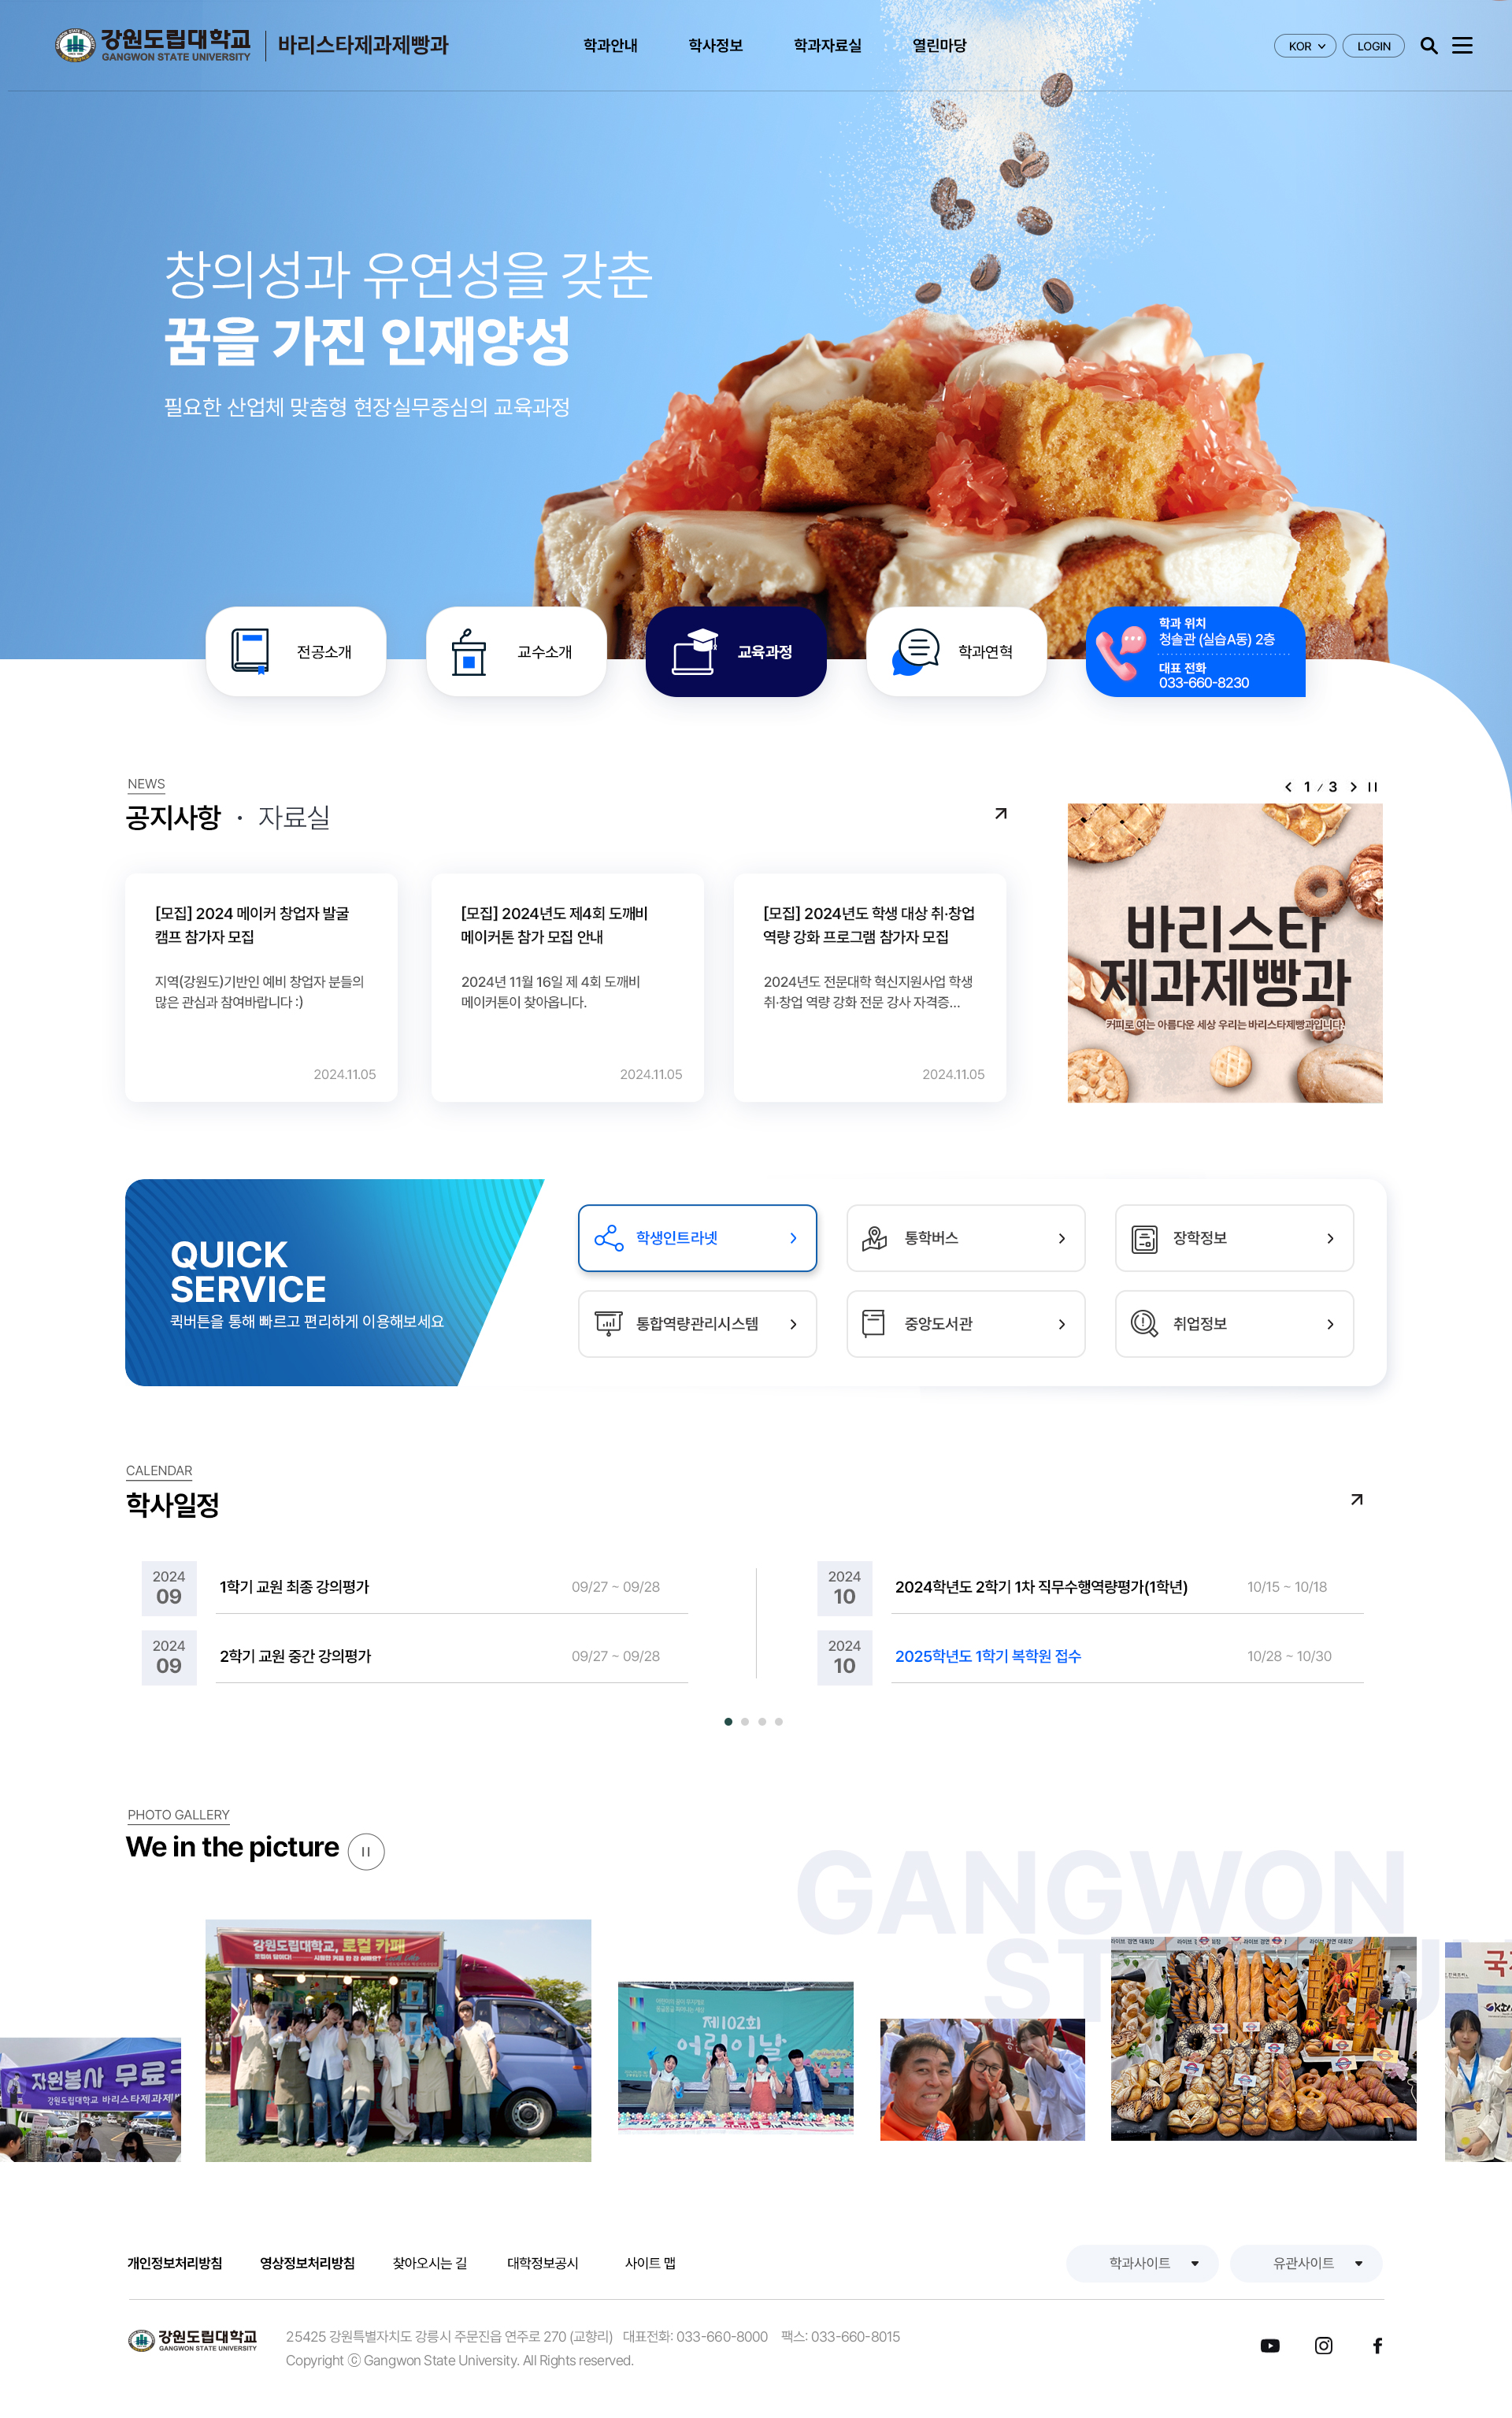 강원도립대학교
GANGWON STATE UNIVERSITY
바리스타제과제빵과
학과안내
학사정보
학과자료실
열린마당
KOR
LOGIN
창의성과 유연성을 갖춘
꿈을 가진 인재양성
필요한 산업체 맞춤형 현장실무중심의 교육과정
전공소개
교수소개
교육과정
학과연혁
학과 위치
청솔관 (실습A동) 2층
대표 전화
033-660-8230
NEWS
공지사항 · 자료실
1 / 3
[모집] 2024 메이커 창업자 발굴
캠프 참가자 모집
지역(강원도)기반인 예비 창업자 분들의
많은 관심과 참여바랍니다 :)
2024.11.05
[모집] 2024년도 제4회 도깨비
메이커톤 참가 모집 안내
2024년 11월 16일 제 4회 도깨비
메이커톤이 찾아옵니다.
2024.11.05
[모집] 2024년도 학생 대상 취·창업
역량 강화 프로그램 참가자 모집
2024년도 전문대학 혁신지원사업 학생
취·창업 역량 강화 전문 강사 자격증...
2024.11.05
바리스타
제과제빵과
커피로 여는 아름다운 세상 우리는 바리스타제빵과입니다.
QUICK
SERVICE
퀵버튼을 통해 빠르고 편리하게 이용해보세요
학생인트라넷
통학버스
장학정보
통합역량관리시스템
중앙도서관
취업정보
CALENDAR
학사일정
2024
09
1학기 교원 최종 강의평가
09/27 ~ 09/28
2024
09
2학기 교원 중간 강의평가
09/27 ~ 09/28
2024
10
2024학년도 2학기 1차 직무수행역량평가(1학년)
10/15 ~ 10/18
2024
10
2025학년도 1학기 복학원 접수
10/28 ~ 10/30
PHOTO GALLERY
We in the picture
GANGWON
ST
자원봉사 무료
강원도립대학교 바리스타제과제빵
강원도립대학교, 로컬 카페
제102회
어린이날
국
개인정보처리방침
영상정보처리방침
찾아오시는 길
대학정보공시
사이트 맵
학과사이트
유관사이트
강원도립대학교
GANGWON STATE UNIVERSITY
25425 강원특별자치도 강릉시 주문진읍 연주로 270 (교항리) 대표전화: 033-660-8000 팩스: 033-660-8015
Copyright ⓒ Gangwon State University. All Rights reserved.